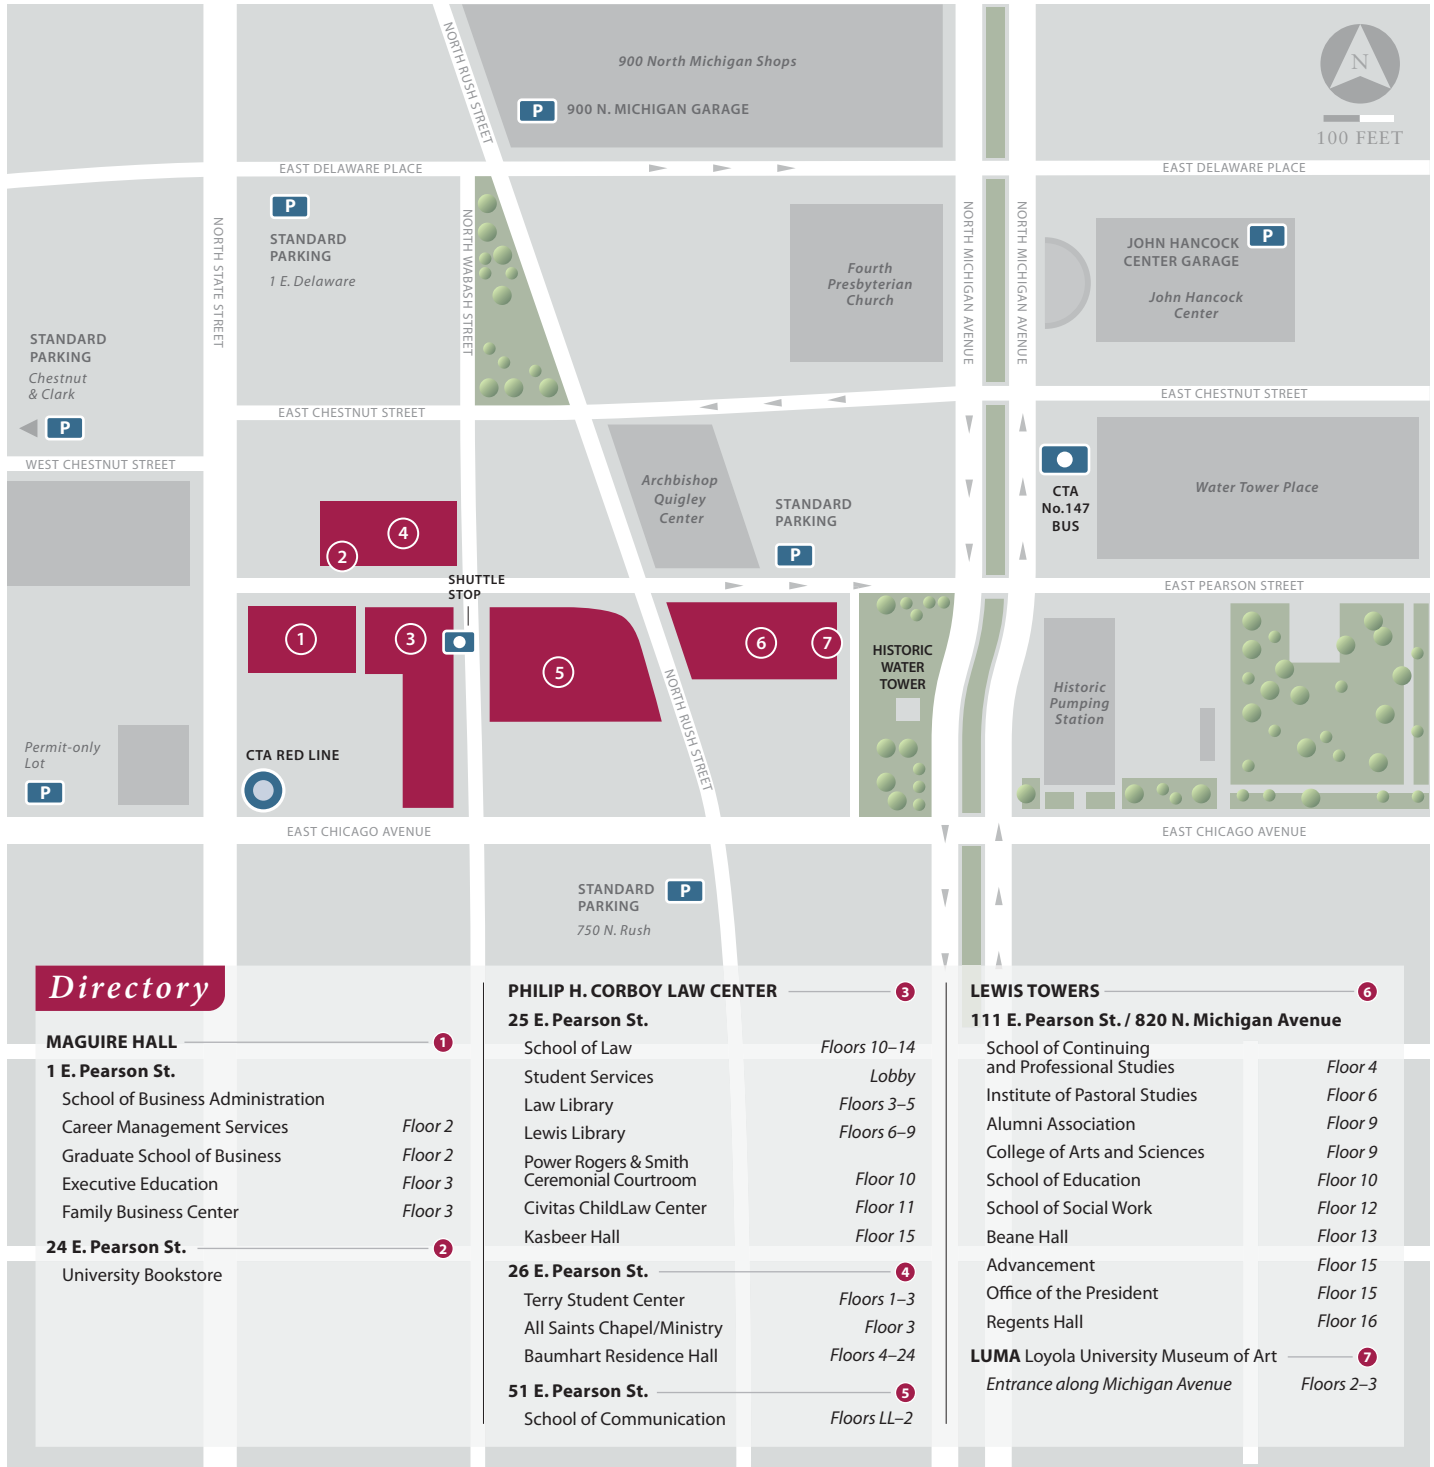 900 North Michigan Shops
P
900 N. MICHIGAN GARAGE
NORTH RUSH STREET
N
100 FEET
EAST DELAWARE PLACE
EAST DELAWARE PLACE
P
STANDARD
PARKING
1 E. Delaware
NORTH STATE STREET
NORTH WABASH STREET
Fourth
Presbyterian
Church
NORTH MICHIGAN AVENUE
NORTH MICHIGAN AVENUE
JOHN HANCOCK
CENTER GARAGE
P
John Hancock
Center
STANDARD
PARKING
Chestnut
& Clark
P
EAST CHESTNUT STREET
EAST CHESTNUT STREET
WEST CHESTNUT STREET
Archbishop
Quigley
Center
STANDARD
PARKING
P
CTA
No.147
BUS
Water Tower Place
4
2
SHUTTLE
STOP
EAST PEARSON STREET
1
3
5
6
7
NORTH RUSH STREET
HISTORIC
WATER
TOWER
Historic
Pumping
Station
Permit-only
Lot
P
CTA RED LINE
EAST CHICAGO AVENUE
EAST CHICAGO AVENUE
STANDARD
PARKING
P
750 N. Rush
Directory
MAGUIRE HALL 1
1 E. Pearson St.
School of Business Administration
Career Management Services Floor 2
Graduate School of Business Floor 2
Executive Education Floor 3
Family Business Center Floor 3
24 E. Pearson St. 2
University Bookstore
PHILIP H. CORBOY LAW CENTER 3
25 E. Pearson St.
School of Law Floors 10–14
Student Services Lobby
Law Library Floors 3–5
Lewis Library Floors 6–9
Power Rogers & Smith
Ceremonial Courtroom Floor 10
Civitas ChildLaw Center Floor 11
Kasbeer Hall Floor 15
26 E. Pearson St. 4
Terry Student Center Floors 1–3
All Saints Chapel/Ministry Floor 3
Baumhart Residence Hall Floors 4–24
51 E. Pearson St. 5
School of Communication Floors LL–2
LEWIS TOWERS 6
111 E. Pearson St. / 820 N. Michigan Avenue
School of Continuing
and Professional Studies Floor 4
Institute of Pastoral Studies Floor 6
Alumni Association Floor 9
College of Arts and Sciences Floor 9
School of Education Floor 10
School of Social Work Floor 12
Beane Hall Floor 13
Advancement Floor 15
Office of the President Floor 15
Regents Hall Floor 16
LUMA Loyola University Museum of Art 7
Entrance along Michigan Avenue Floors 2–3